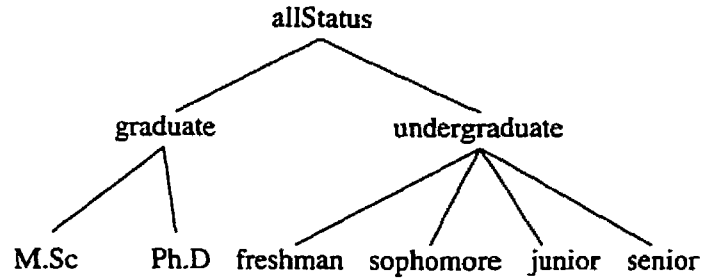 allStatus
graduate undergraduate
M.Sc Ph.D freshman sophomore junior senior